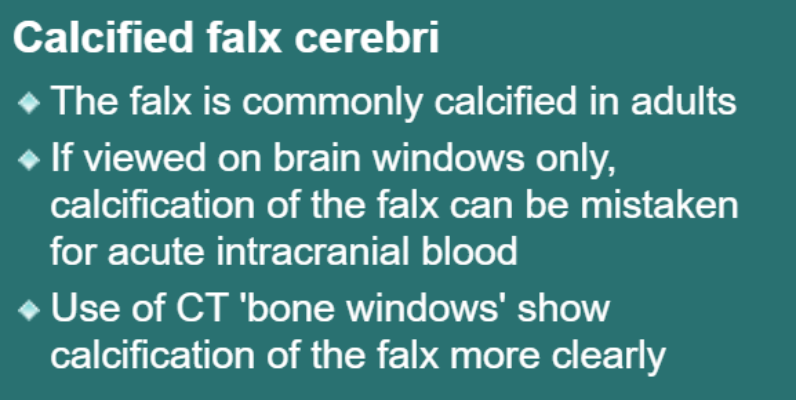 Calcified falx cerebri
The falx is commonly calcified in adults
If viewed on brain windows only,
calcification of the falx can be mistaken
for acute intracranial blood
Use of CT 'bone windows' show
calcification of the falx more clearly